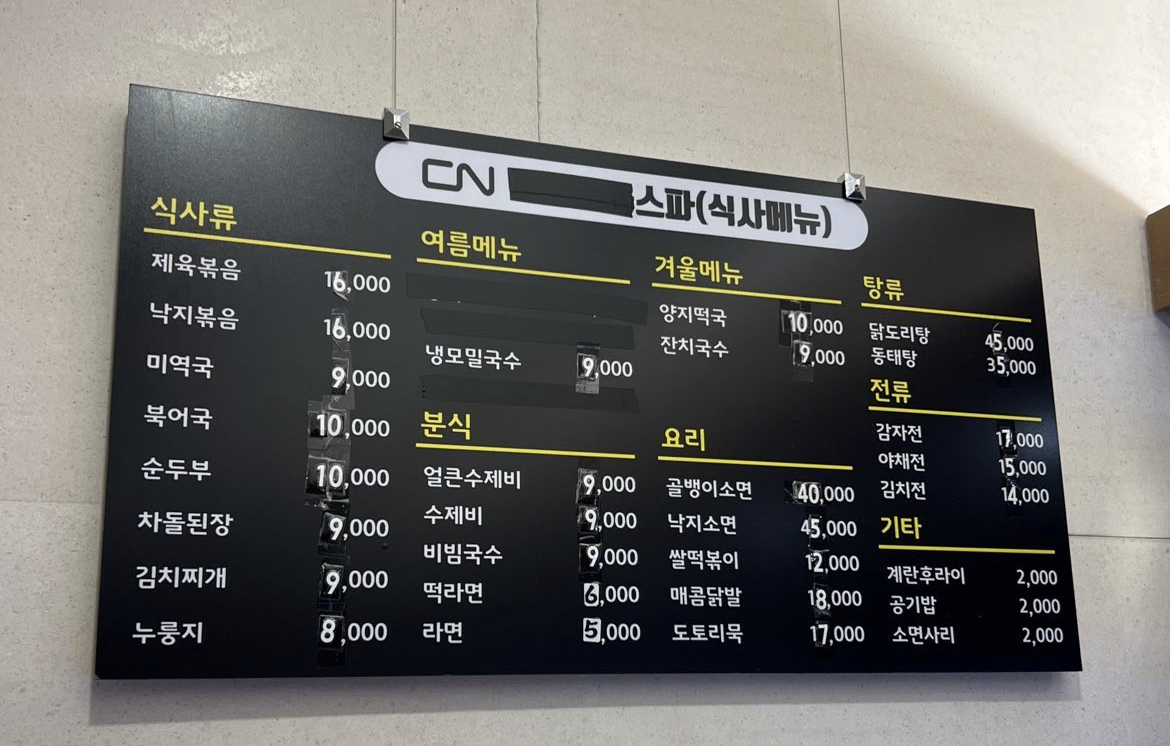 CN 스파(식사메뉴)
식사류
제육볶음 16,000
낙지볶음 16,000
미역국 9,000
북어국 10,000
순두부 10,000
차돌된장 9,000
김치찌개 9,000
누룽지 8,000
여름메뉴
냉모밀국수 9,000
분식
얼큰수제비 9,000
수제비 9,000
비빔국수 9,000
떡라면 6,000
라면 5,000
겨울메뉴
양지떡국 10,000
잔치국수 9,000
요리
골뱅이소면 40,000
낙지소면 45,000
쌀떡볶이 12,000
매콤닭발 18,000
도토리묵 17,000
탕류
닭도리탕 45,000
동태탕 35,000
전류
감자전 17,000
야채전 15,000
김치전 14,000
기타
계란후라이 2,000
공기밥 2,000
소면사리 2,000